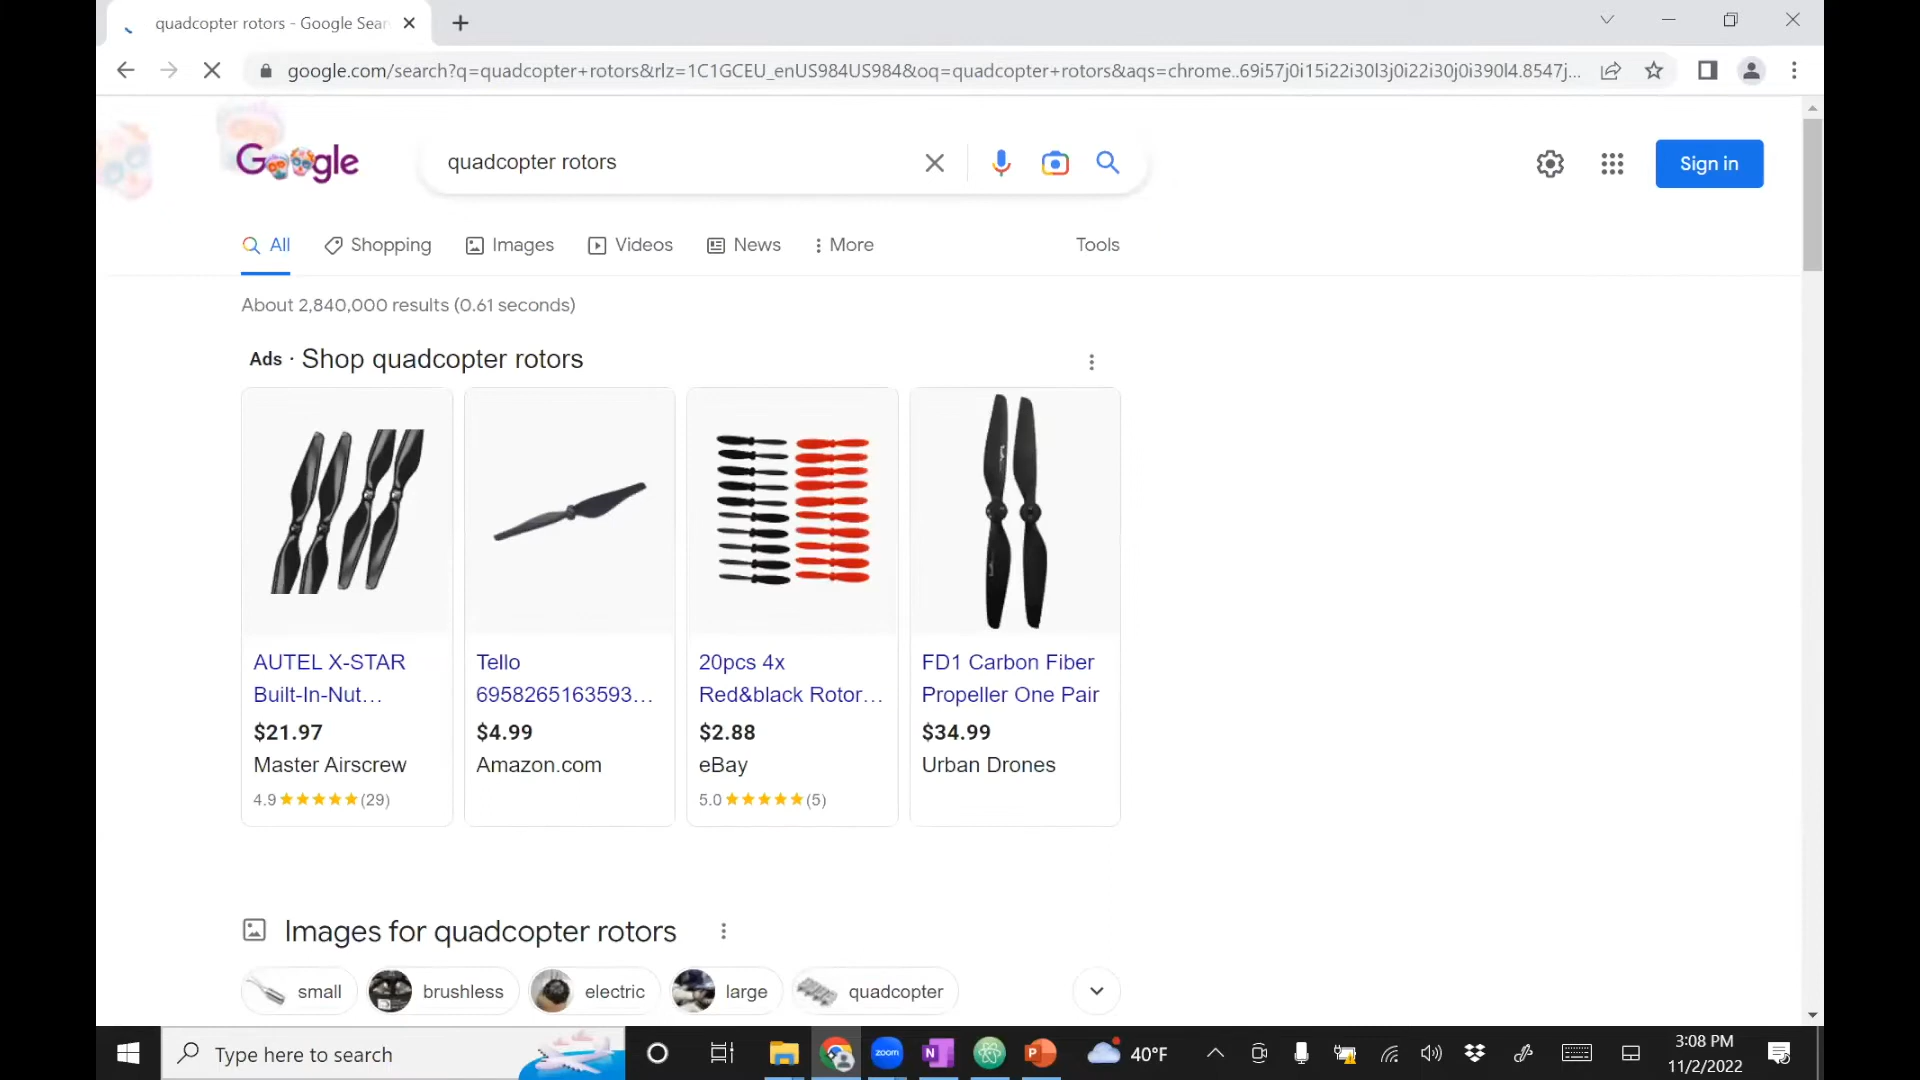 quadcopter rotors - Google Sear
google.com/search?q=quadcopter+rotors&rlz=1C1GCEU_enUS984US984&oq=quadcopter+rotors&aqs=chrome..69i57j0i15i22i30l3j0i22i30j0i390l4.8547j...
Google
quadcopter rotors
Sign in
All
Shopping
Images
Videos
News
More
Tools
About 2,840,000 results (0.61 seconds)
Ads · Shop quadcopter rotors
AUTEL X-STAR
Built-In-Nut...
$21.97
Master Airscrew
4.9 (29)
Tello
6958265163593...
$4.99
Amazon.com
20pcs 4x
Red&black Rotor...
$2.88
eBay
5.0 (5)
FD1 Carbon Fiber
Propeller One Pair
$34.99
Urban Drones
Images for quadcopter rotors
small
brushless
electric
large
quadcopter
Type here to search
zoom
N
P
40°F
3:08 PM
11/2/2022